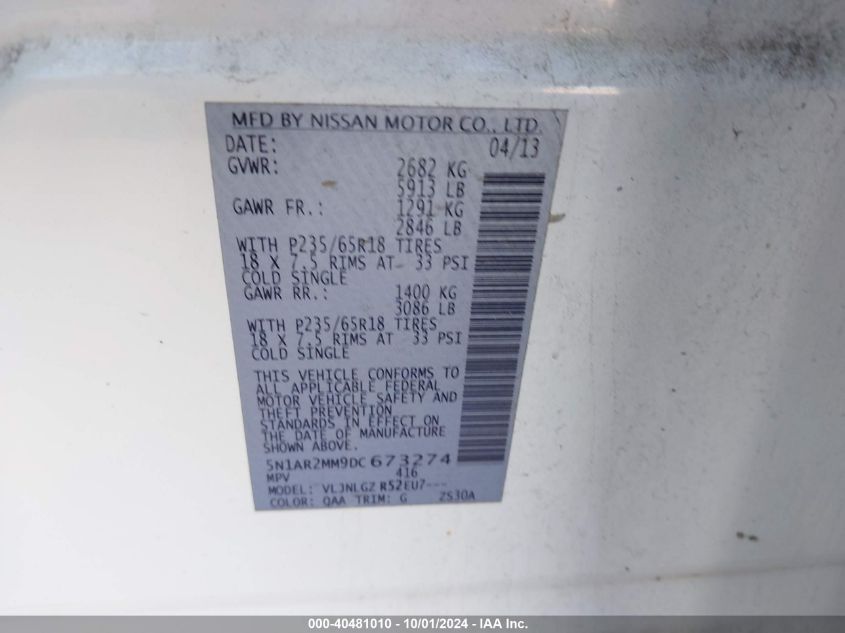 MFD BY NISSAN MOTOR CO., LTD.
DATE: 04/13
GVWR: 2682 KG
5913 LB
GAWR FR.: 1291 KG
2846 LB
WITH P235/65R18 TIRES
18 X 7.5 RIMS AT 33 PSI
COLD SINGLE
GAWR RR.: 1400 KG
3086 LB
WITH P235/65R18 TIRES
18 X 7.5 RIMS AT 33 PSI
COLD SINGLE
THIS VEHICLE CONFORMS TO
ALL APPLICABLE FEDERAL
MOTOR VEHICLE SAFETY AND
THEFT PREVENTION
STANDARDS IN EFFECT ON
THE DATE OF MANUFACTURE
SHOWN ABOVE.
5N1AR2MM9DC673274
MPV 416
MODEL: VLJNLGZ R52EU7---
COLOR: QAA TRIM: G ZS30A
000-40481010 - 10/01/2024 - IAA Inc.